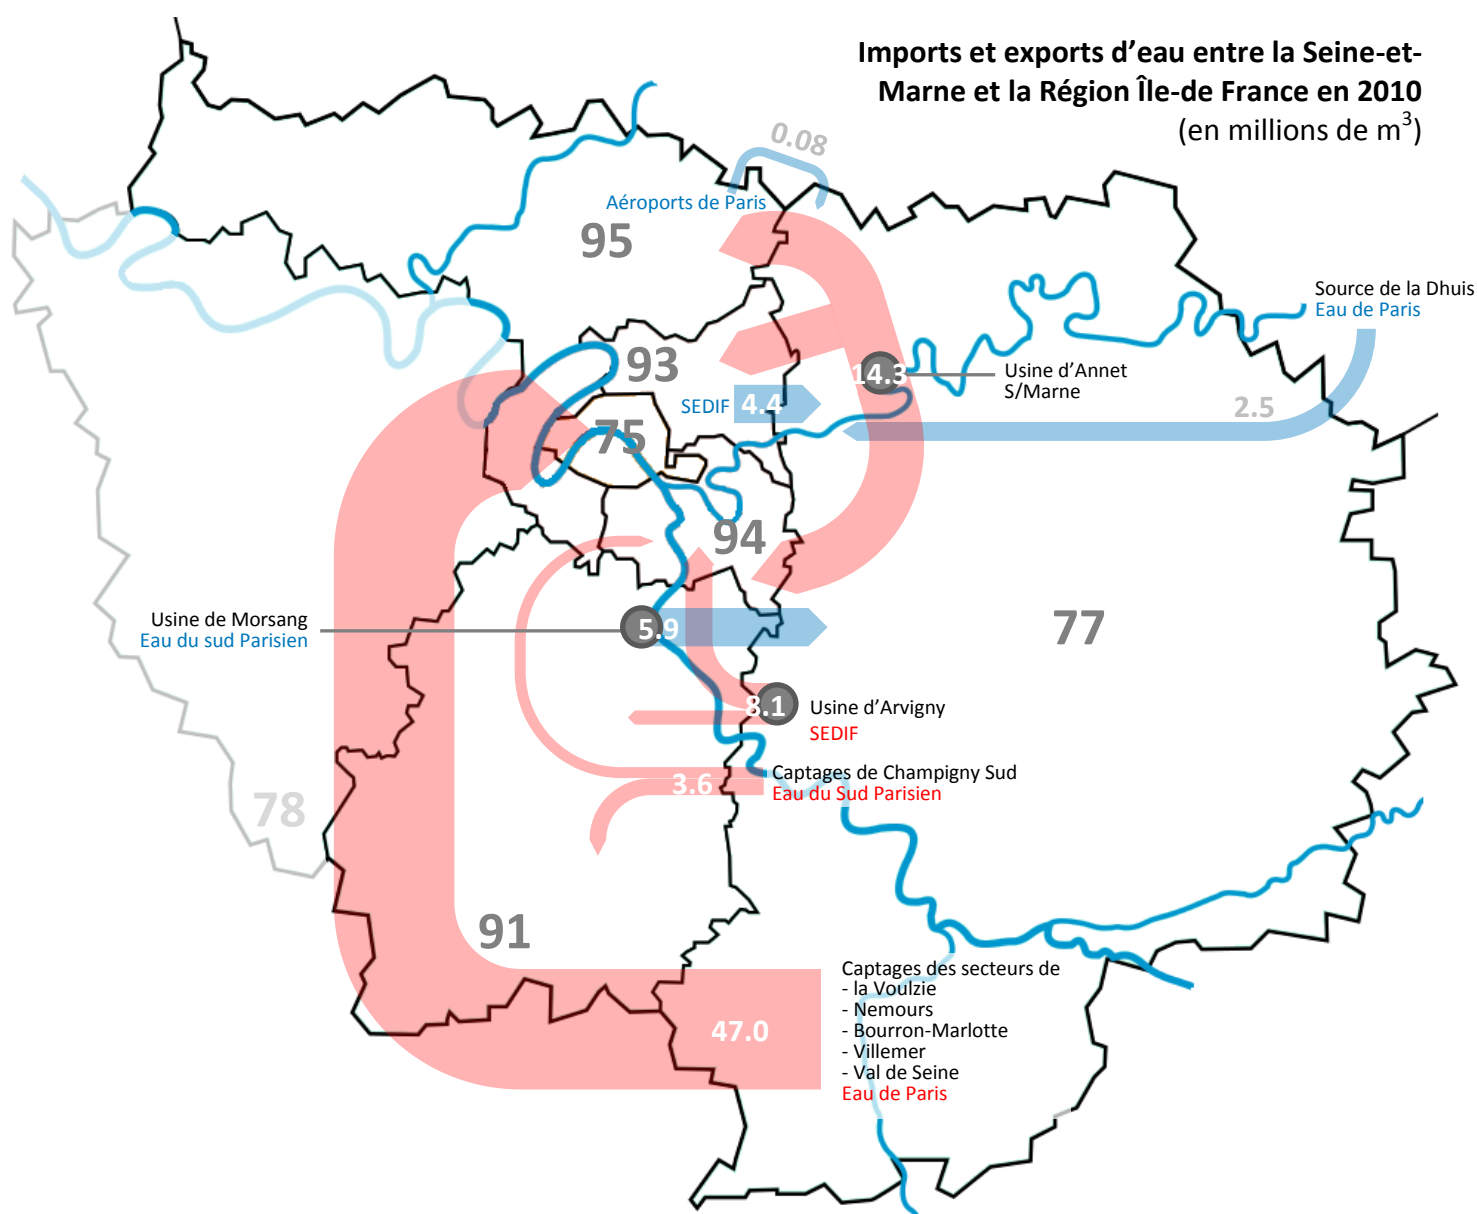 Imports et exports d’eau entre la Seine-et-
Marne et la Région Île-de France en 2010
(en millions de m³)
0.08
Aéroports de Paris
95
Source de la Dhuis
Eau de Paris
93
14.3
Usine d’Annet
S/Marne
SEDIF
4.4
2.5
75
94
Usine de Morsang
Eau du sud Parisien
5.9
77
8.1
Usine d’Arvigny
SEDIF
Captages de Champigny Sud
Eau du Sud Parisien
3.6
78
91
47.0
Captages des secteurs de
- la Voulzie
- Nemours
- Bourron-Marlotte
- Villemer
- Val de Seine
Eau de Paris